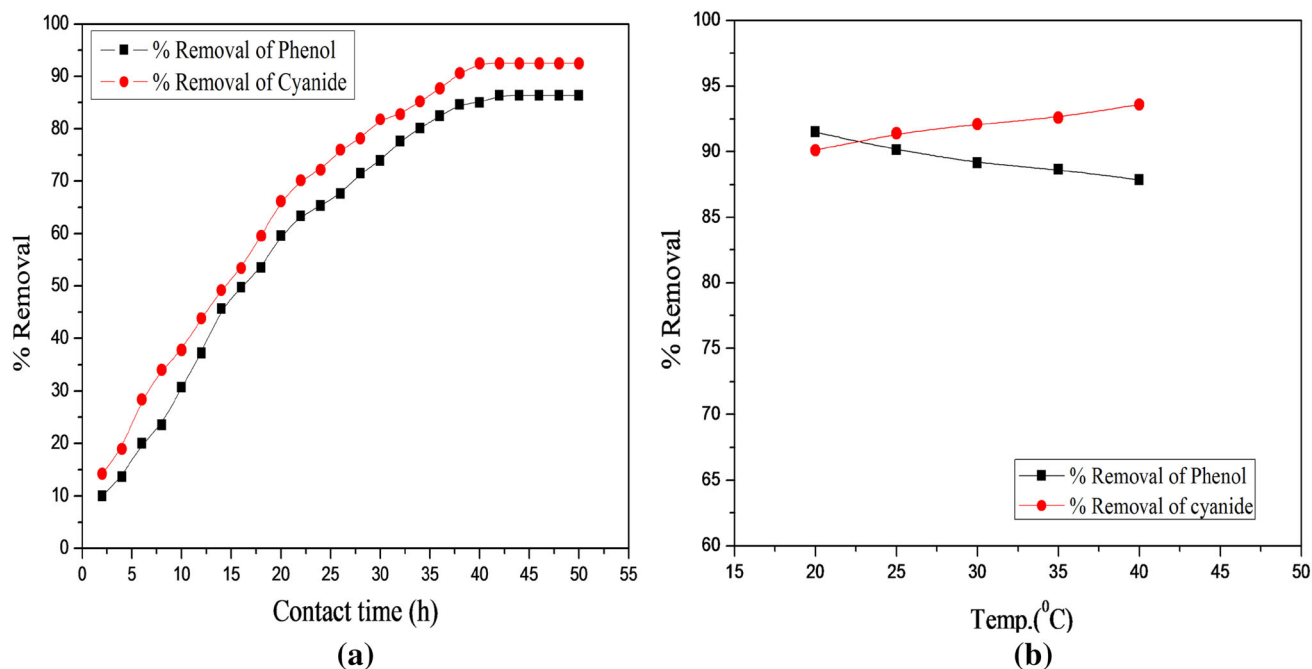 100
90
80
70
60
50
40
30
20
10
0
% Removal
% Removal of Phenol
% Removal of Cyanide
0 5 10 15 20 25 30 35 40 45 50 55
Contact time (h)
(a)
100
95
90
85
80
75
70
65
60
% Removal
% Removal of Phenol
% Removal of cyanide
15 20 25 30 35 40 45 50
Temp.(⁰C)
(b)